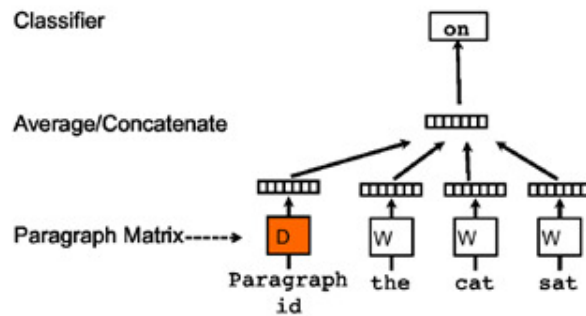 Classifier
on
Average/Concatenate
Paragraph Matrix
D
W
W
W
Paragraph
id
the
cat
sat